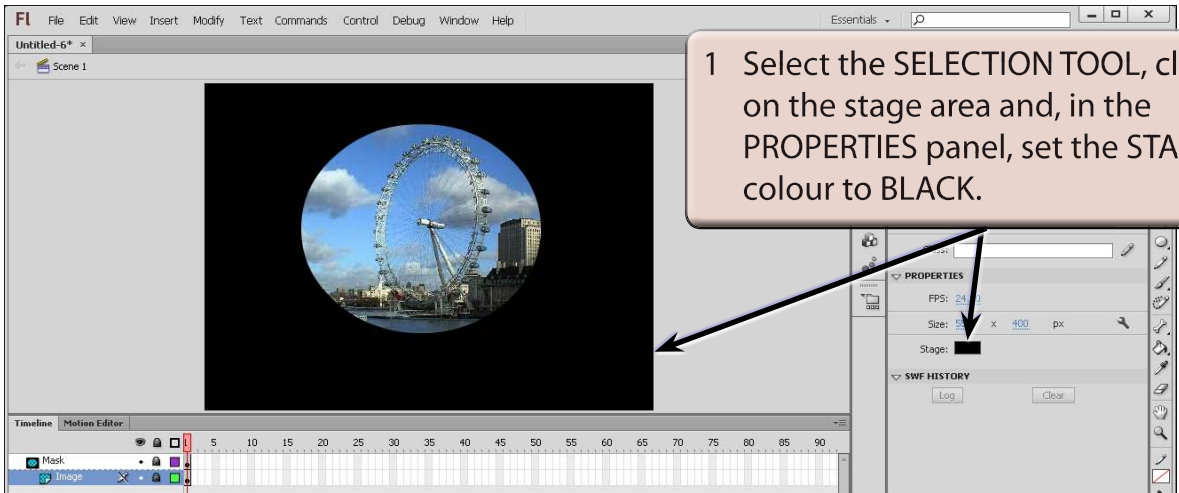 Fl File Edit View Insert Modify Text Commands Control Debug Window Help Essentials
Untitled-6* ×
Scene 1
1 Select the SELECTION TOOL, cl
on the stage area and, in the
PROPERTIES panel, set the STA
colour to BLACK.
PROPERTIES
FPS:
Size: x 400 px
Stage:
SWF HISTORY
Log Clear
Timeline Motion Editor
1 5 10 15 20 25 30 35 40 45 50 55 60 65 70 75 80 85 90
Mask
Image